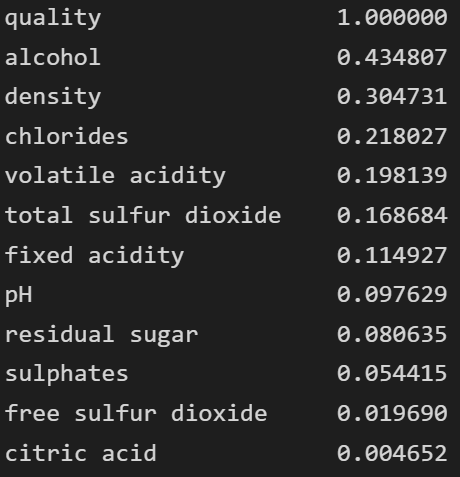 quality 1.000000
alcohol 0.434807
density 0.304731
chlorides 0.218027
volatile acidity 0.198139
total sulfur dioxide 0.168684
fixed acidity 0.114927
pH 0.097629
residual sugar 0.080635
sulphates 0.054415
free sulfur dioxide 0.019690
citric acid 0.004652